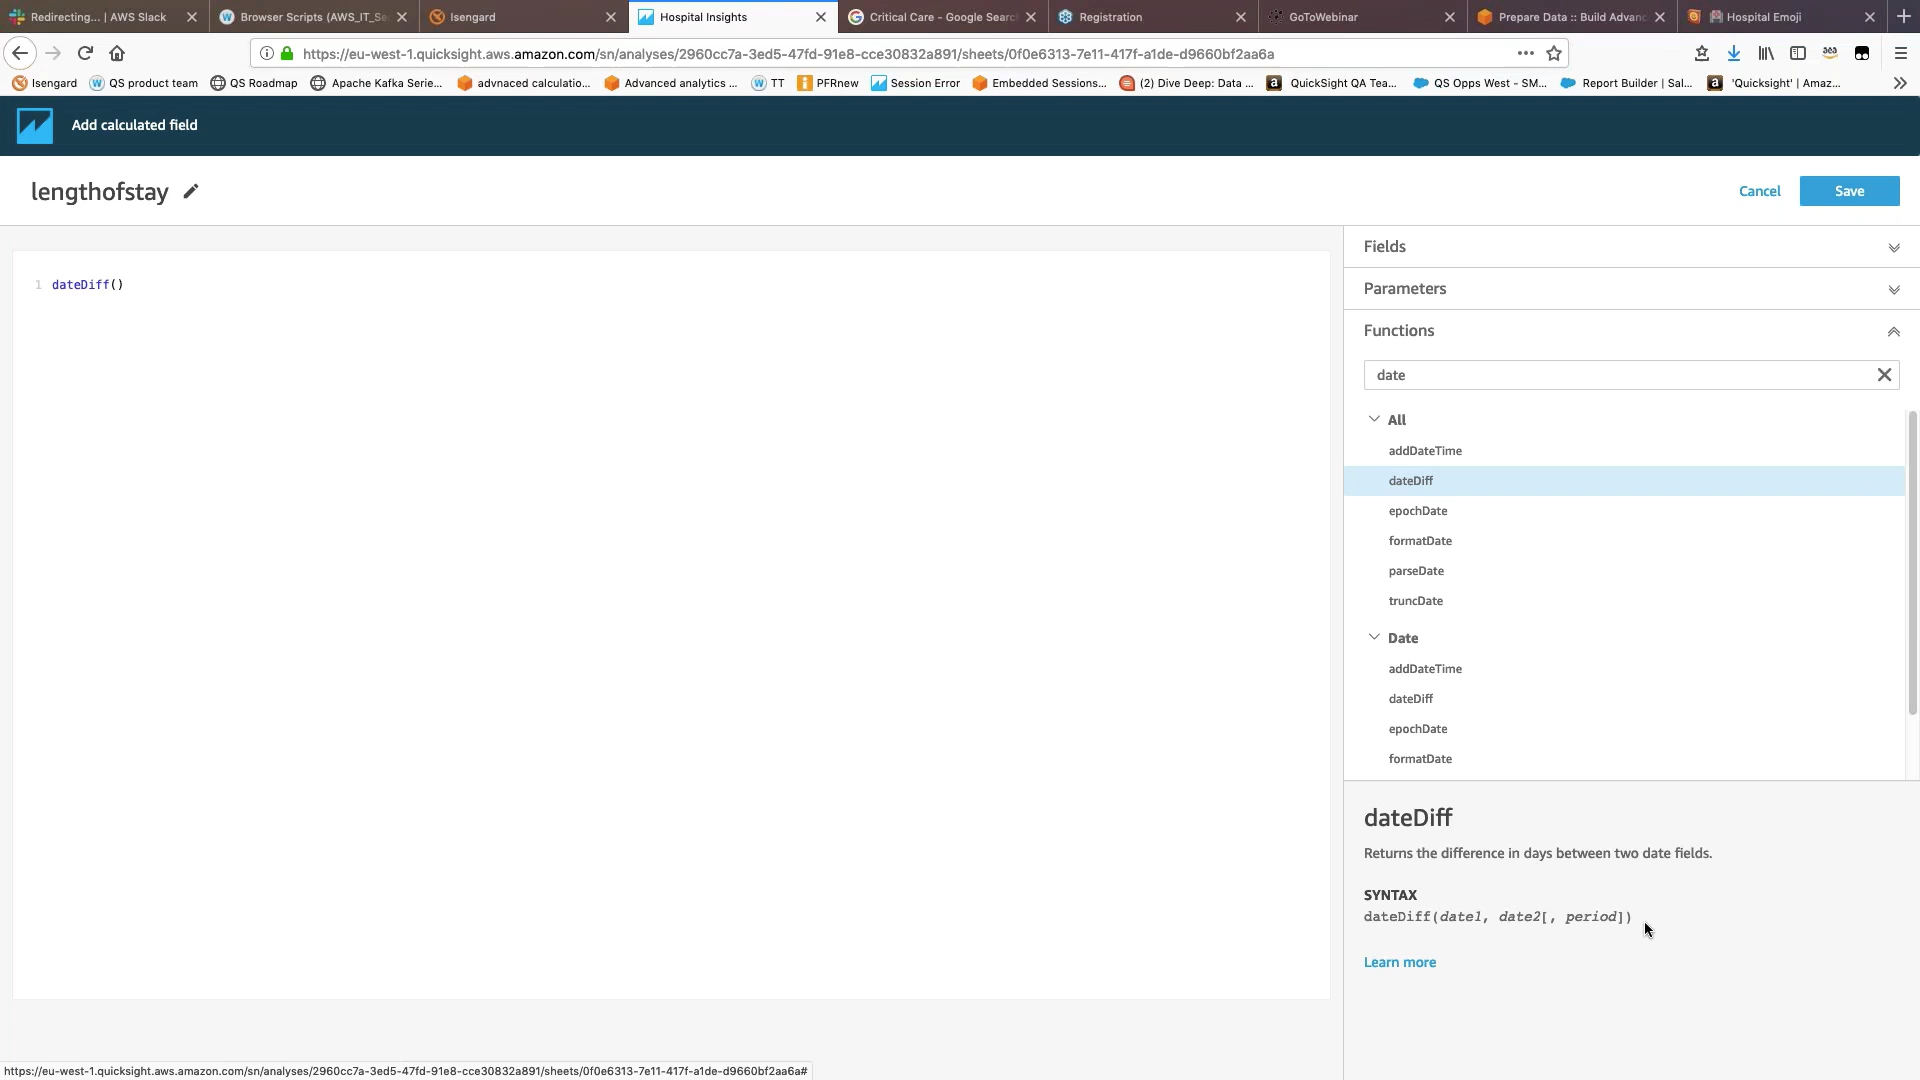 Redirecting... | AWS Slack
Browser Scripts (AWS_IT_Se
Isengard
Hospital Insights
Critical Care - Google Searc
Registration
GoToWebinar
Prepare Data :: Build Advanc
Hospital Emoji
https://eu-west-1.quicksight.aws.amazon.com/sn/analyses/2960cc7a-3ed5-47fd-91e8-cce30832a891/sheets/0f0e6313-7e11-417f-a1de-d9660bf2aa6a
Isengard
QS product team
QS Roadmap
Apache Kafka Serie...
advnaced calculatio...
Advanced analytics ...
TT
PFRnew
Session Error
Embedded Sessions...
(2) Dive Deep: Data ...
QuickSight QA Tea...
QS Opps West - SM...
Report Builder | Sal...
'Quicksight' | Amaz...
Add calculated field
lengthofstay
Cancel
Save
1 dateDiff()
Fields
Parameters
Functions
date
All
addDateTime
dateDiff
epochDate
formatDate
parseDate
truncDate
Date
addDateTime
dateDiff
epochDate
formatDate
dateDiff
Returns the difference in days between two date fields.
SYNTAX
dateDiff(date1, date2[, period])
Learn more
https://eu-west-1.quicksight.aws.amazon.com/sn/analyses/2960cc7a-3ed5-47fd-91e8-cce30832a891/sheets/0f0e6313-7e11-417f-a1de-d9660bf2aa6a#